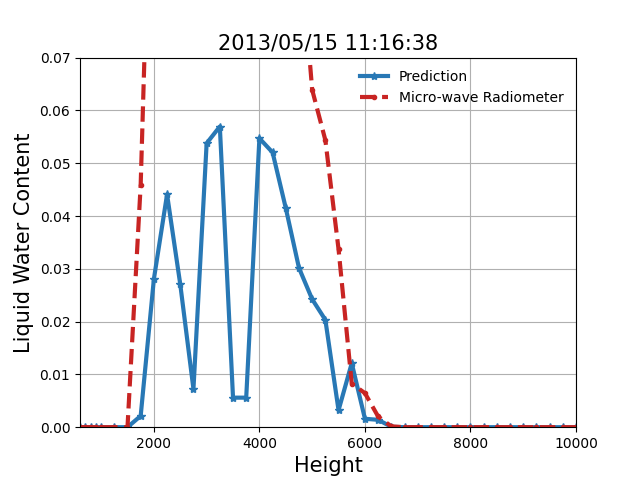 2013/05/15 11:16:38
0.07
0.06
0.05
0.04
0.03
0.02
0.01
0.00
Liquid Water Content
Prediction
Micro-wave Radiometer
2000 4000 6000 8000 10000
Height